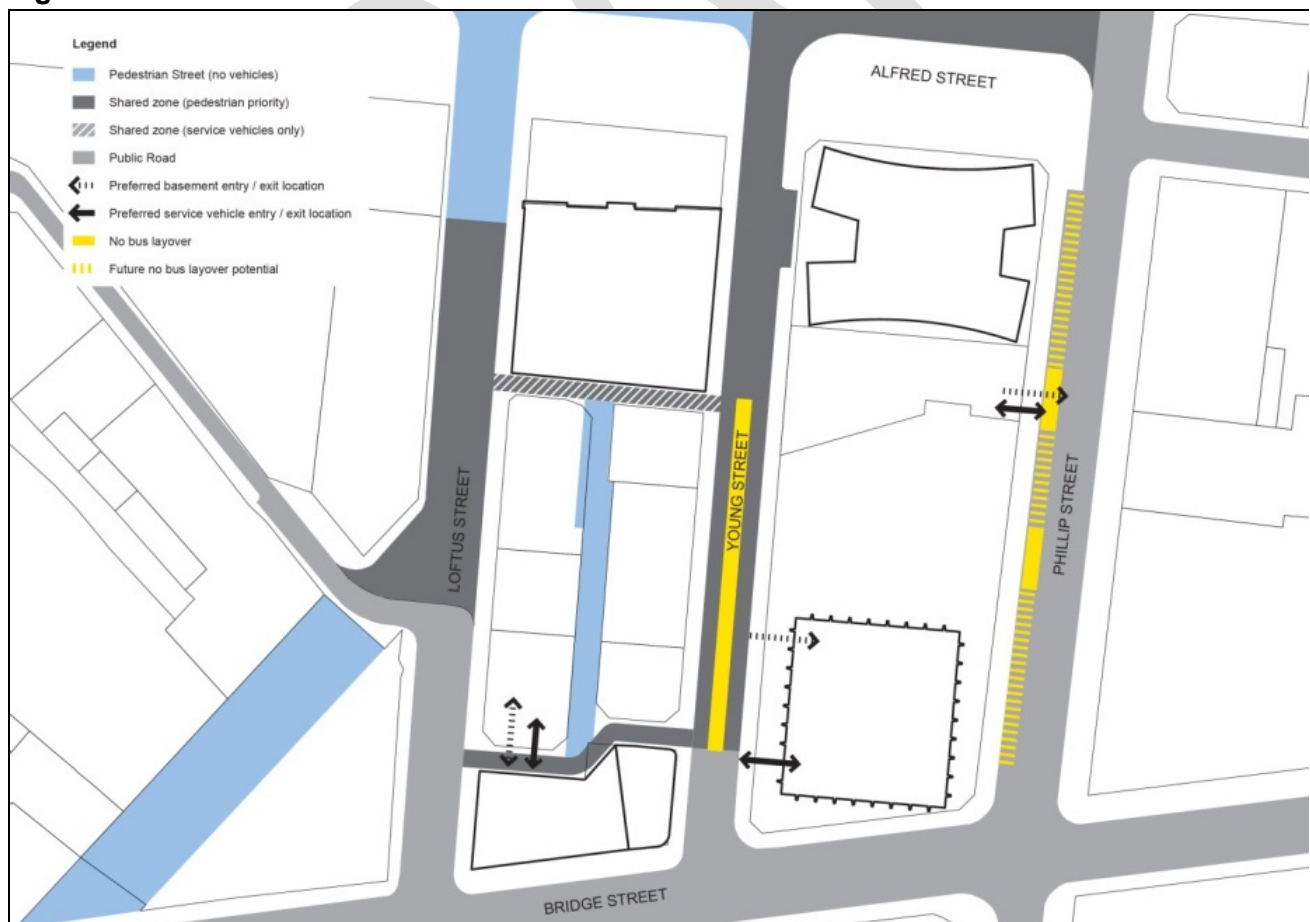 Legend
Pedestrian Street (no vehicles)
Shared zone (pedestrian priority)
Shared zone (service vehicles only)
Public Road
Preferred basement entry / exit location
Preferred service vehicle entry / exit location
No bus layover
Future no bus layover potential
ALFRED STREET
LOFTUS STREET
YOUNG STREET
PHILLIP STREET
BRIDGE STREET